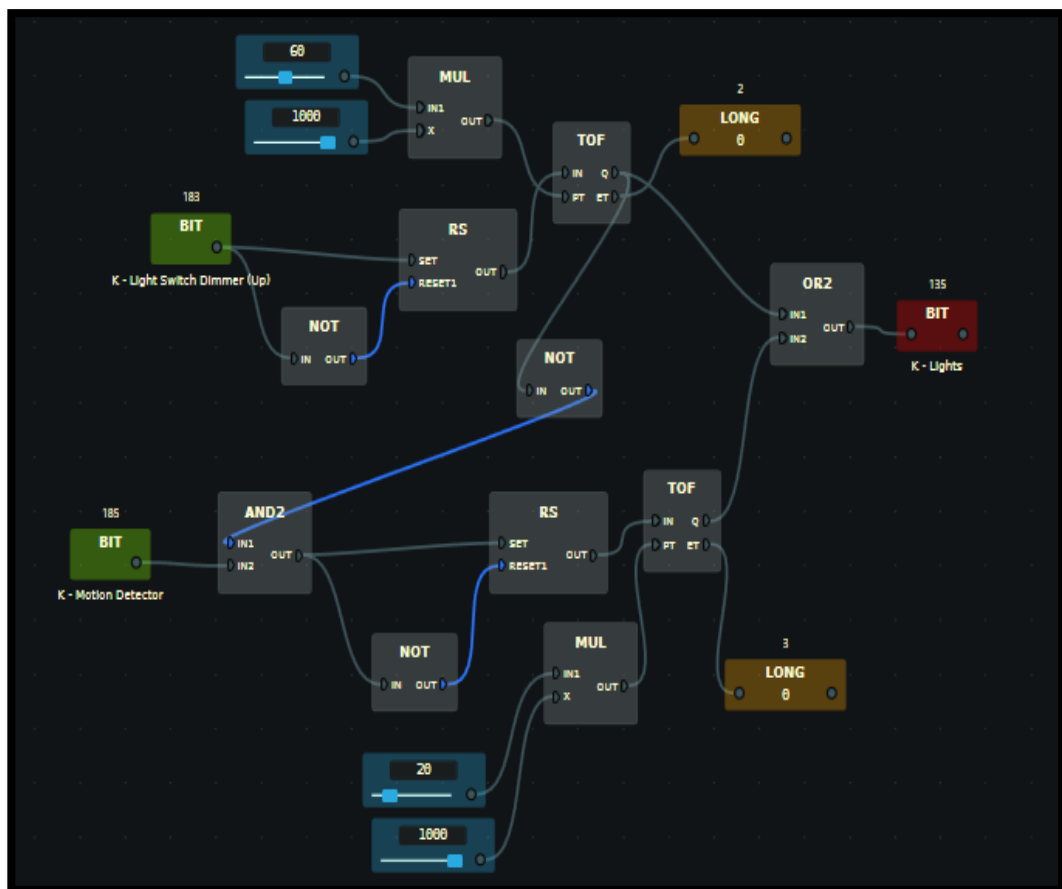 60
MUL
IN1
OUT
X
1000
2
LONG
0
TOF
IN Q
PT ET
183
BIT
K - Light Switch Dimmer (Up)
RS
SET
OUT
RESET1
NOT
IN OUT
OR2
IN1
OUT
IN2
135
BIT
K - Lights
NOT
IN OUT
185
BIT
K - Motion Detector
AND2
IN1
OUT
IN2
RS
SET
OUT
RESET1
TOF
IN Q
PT ET
NOT
IN OUT
MUL
IN1
OUT
X
3
LONG
0
20
1000